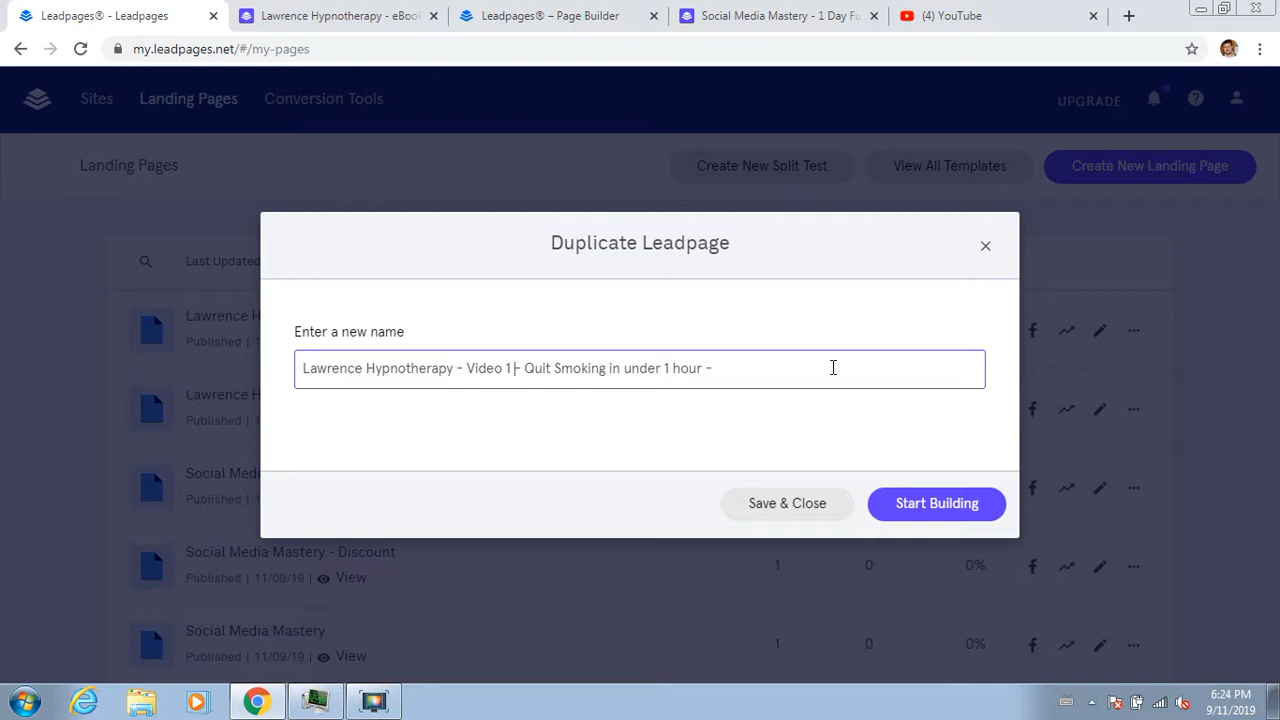 Leadpages® - Leadpages
Lawrence Hypnotherapy - eBook
Leadpages® – Page Builder
Social Media Mastery - 1 Day Fu
(4) YouTube
my.leadpages.net/#/my-pages
Sites
Landing Pages
Conversion Tools
UPGRADE
Landing Pages
Create New Split Test
View All Templates
Create New Landing Page
Duplicate Leadpage
Last Updated
Lawrence H
Published |
Enter a new name
Lawrence Hypnotherapy - Video 1 - Quit Smoking in under 1 hour -
Lawrence H
Published |
Social Med
Published |
Save & Close
Start Building
Social Media Mastery - Discount
Published | 11/09/19 | View
1 0 0%
Social Media Mastery
Published | 11/09/19 | View
1 0 0%
6:24 PM
9/11/2019